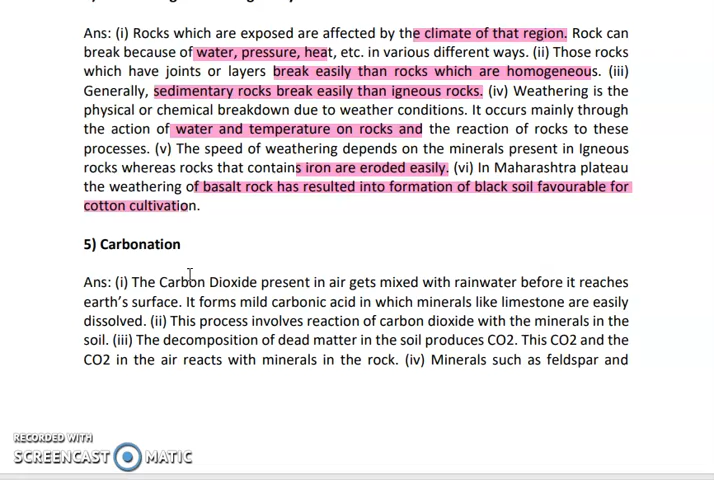 Ans: (i) Rocks which are exposed are affected by the climate of that region. Rock can
break because of water, pressure, heat, etc. in various different ways. (ii) Those rocks
which have joints or layers break easily than rocks which are homogeneous. (iii)
Generally, sedimentary rocks break easily than igneous rocks. (iv) Weathering is the
physical or chemical breakdown due to weather conditions. It occurs mainly through
the action of water and temperature on rocks and the reaction of rocks to these
processes. (v) The speed of weathering depends on the minerals present in Igneous
rocks whereas rocks that contains iron are eroded easily. (vi) In Maharashtra plateau
the weathering of basalt rock has resulted into formation of black soil favourable for
cotton cultivation.
5) Carbonation
Ans: (i) The Carbon Dioxide present in air gets mixed with rainwater before it reaches
earth's surface. It forms mild carbonic acid in which minerals like limestone are easily
dissolved. (ii) This process involves reaction of carbon dioxide with the minerals in the
soil. (iii) The decomposition of dead matter in the soil produces CO2. This CO2 and the
CO2 in the air reacts with minerals in the rock. (iv) Minerals such as feldspar and
RECORDED WITH
SCREENCAST MATIC